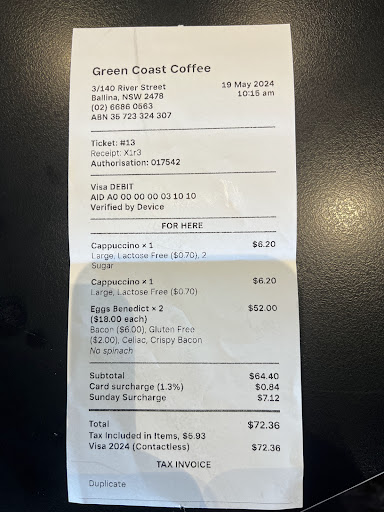 Green Coast Coffee
3/140 River Street
19 May 2024
Ballina, NSW 2478
10:15 am
(02) 6686 0563
ABN 35 723 324 307
Ticket: #13
Receipt: X1r3
Authorisation: 017542
Visa DEBIT
AID A0 00 00 00 03 10 10
Verified by Device
FOR HERE
Cappuccino × 1 $6.20
Large, Lactose Free ($0.70), 2
Sugar
Cappuccino × 1 $6.20
Large, Lactose Free ($0.70)
Eggs Benedict × 2 $52.00
($18.00 each)
Bacon ($6.00), Gluten Free
($2.00), Celiac, Crispy Bacon
No spinach
Subtotal $64.40
Card surcharge (1.3%) $0.84
Sunday Surcharge $7.12
Total $72.36
Tax Included in Items, $5.93
Visa 2024 (Contactless) $72.36
TAX INVOICE
Duplicate